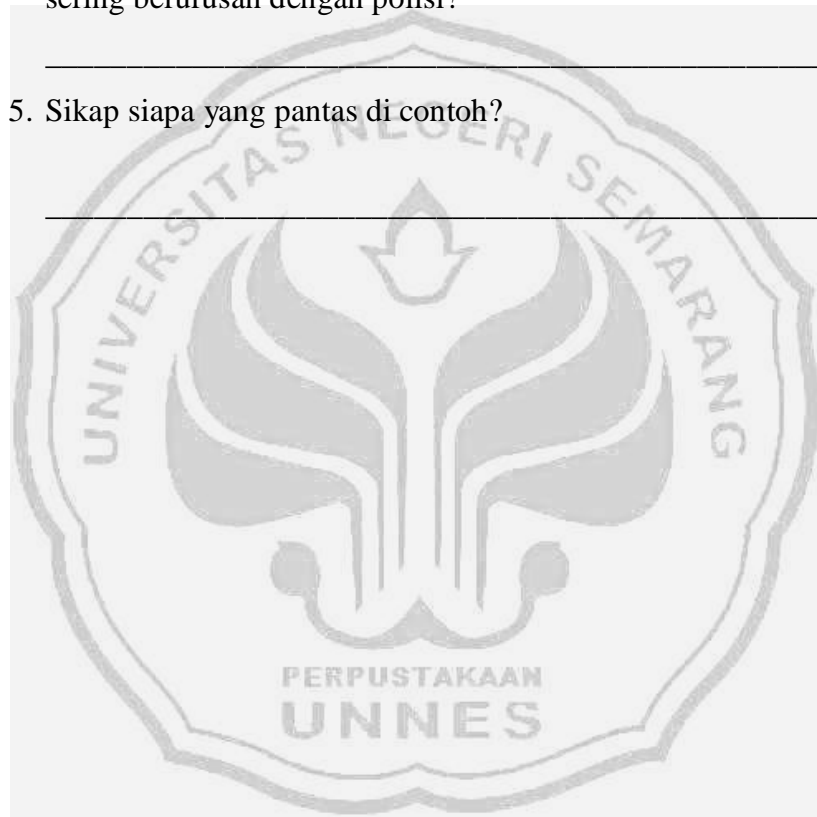 sering berurusan dengan polisi?
5. Sikap siapa yang pantas di contoh?
UNIVERSITAS NEGERI SEMARANG
PERPUSTAKAAN
UNNES